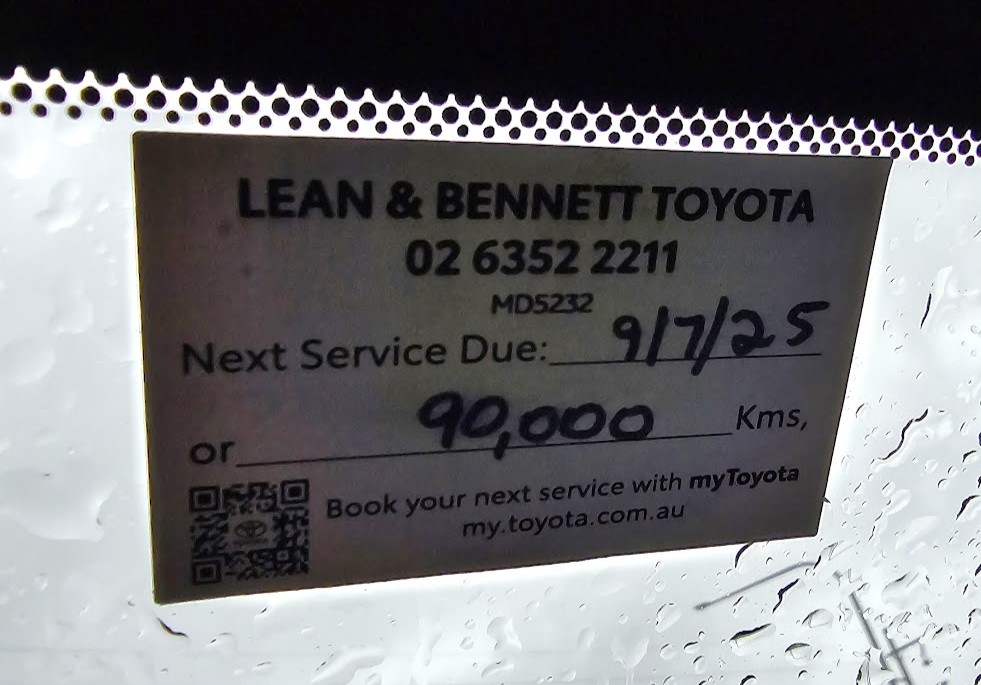 LEAN & BENNETT TOYOTA
02 6352 2211
MD5232
Next Service Due: 9/7/25
or 90,000 Kms,
Book your next service with myToyota
my.toyota.com.au